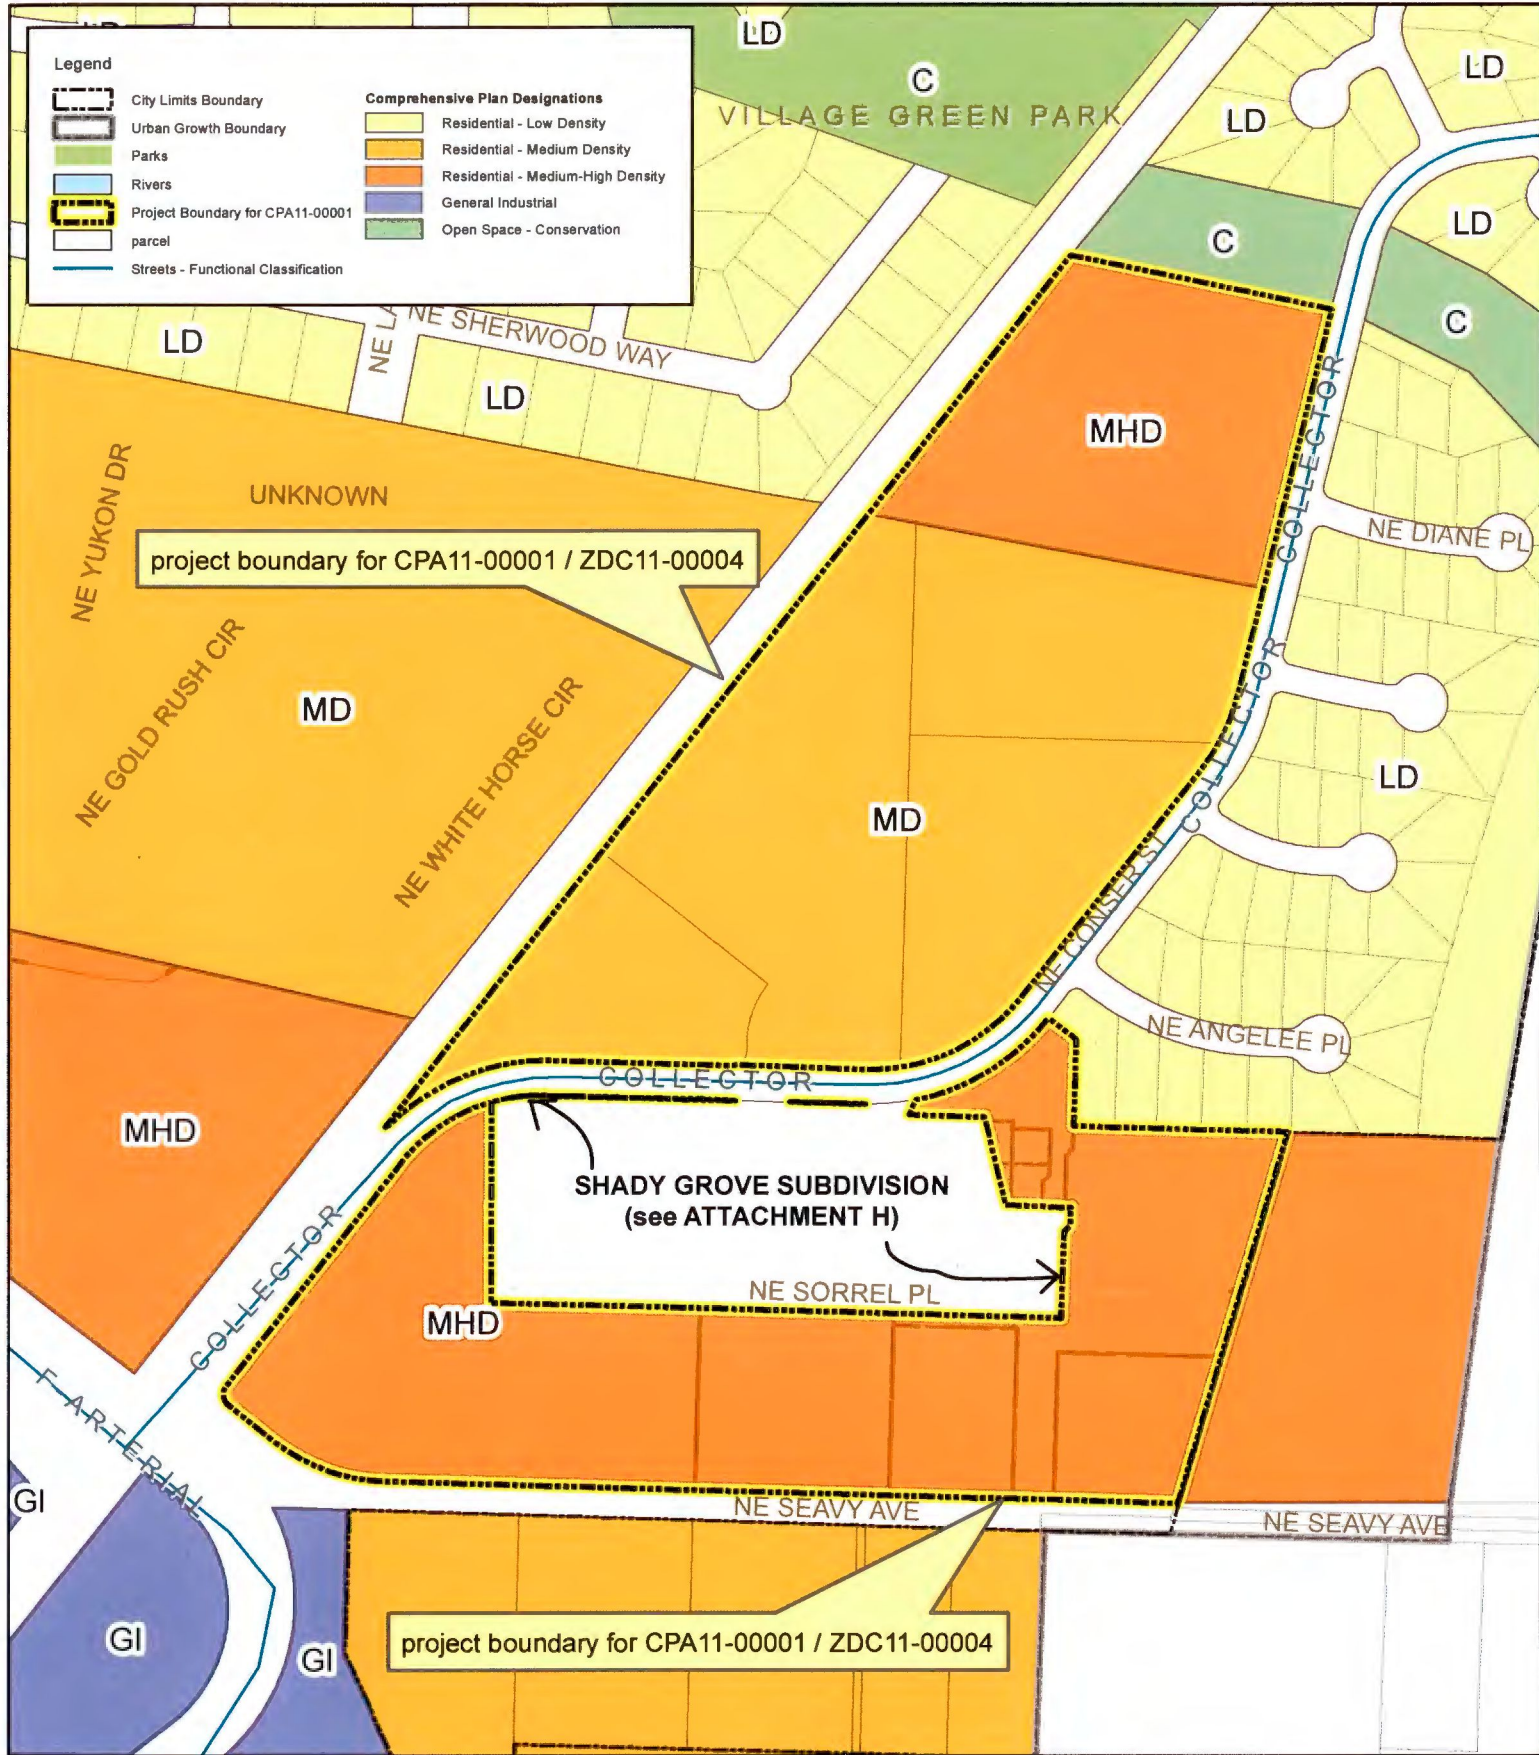 LD
C
VILLAGE GREEN PARK
LD
LD
Legend
City Limits Boundary
Urban Growth Boundary
Parks
Rivers
Project Boundary for CPA11-00001
parcel
Streets - Functional Classification
Comprehensive Plan Designations
Residential - Low Density
Residential - Medium Density
Residential - Medium-High Density
General Industrial
Open Space - Conservation
C
LD
C
LD
NE LA
NE SHERWOOD WAY
LD
MHD
COLLECTOR
COLLECTOR
NE DIANE PL
NE YUKON DR
UNKNOWN
project boundary for CPA11-00001 / ZDC11-00004
NE GOLD RUSH CIR
MD
NE WHITE HORSE CIR
MD
COLLECTOR
LD
NE CONSER ST
NE ANGELEE PL
COLLECTOR
MHD
SHADY GROVE SUBDIVISION
(see ATTACHMENT H)
COLLECTOR
NE SORREL PL
MHD
F ARTERIAL
GI
NE SEAVY AVE
NE SEAVY AVE
GI
GI
project boundary for CPA11-00001 / ZDC11-00004